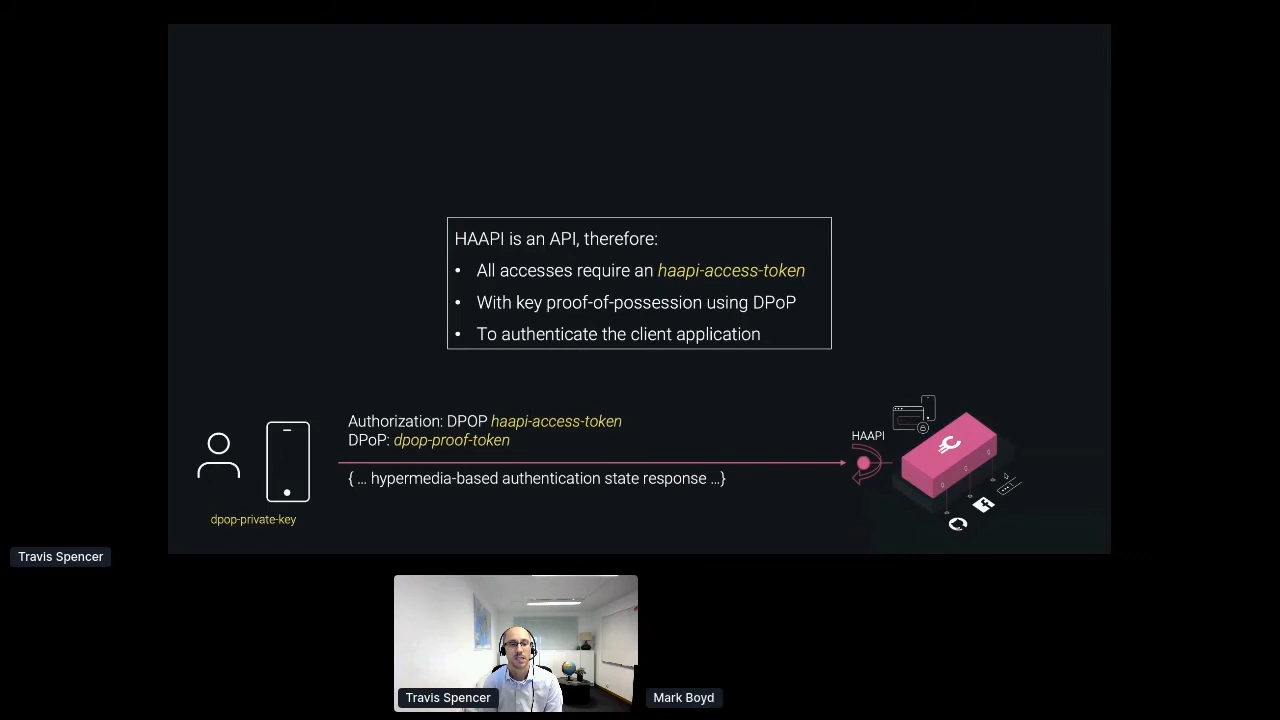 HAAPI is an API, therefore:
• All accesses require an haapi-access-token
• With key proof-of-possession using DPoP
• To authenticate the client application
Authorization: DPOP haapi-access-token
DPoP: dpop-proof-token
HAAPI
{ ... hypermedia-based authentication state response ...}
dpop-private-key
Travis Spencer
Travis Spencer
Mark Boyd